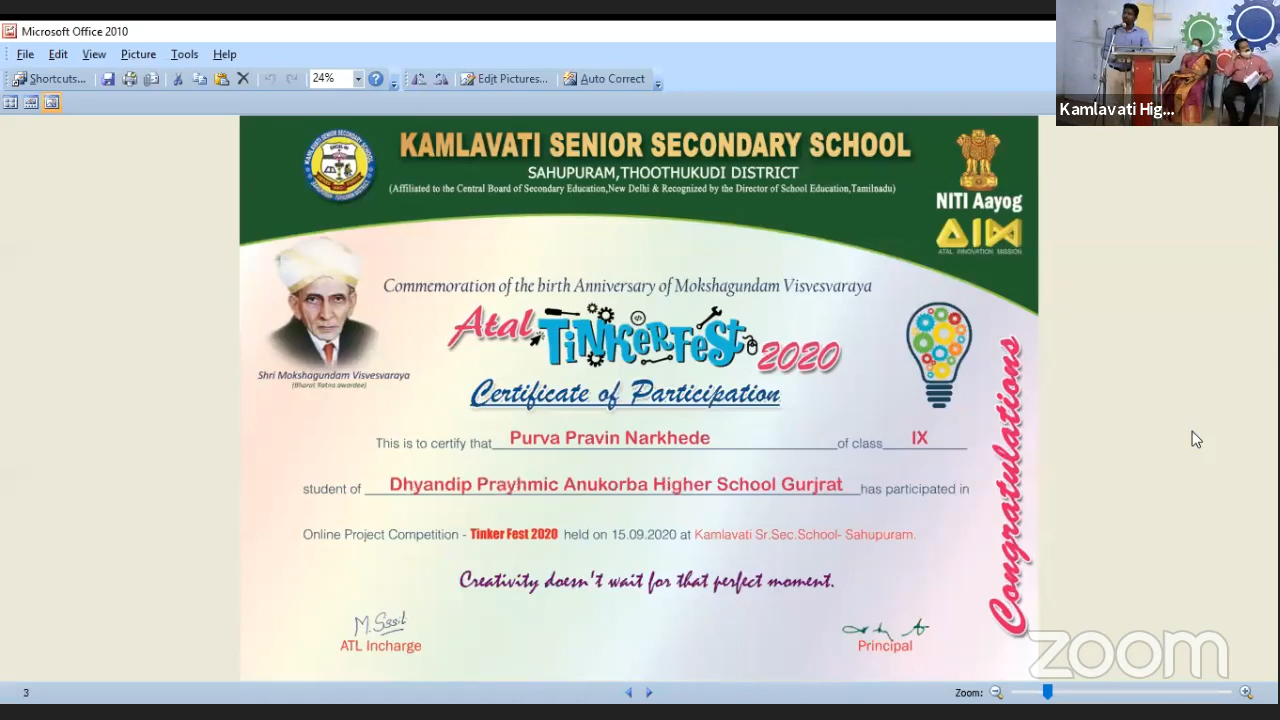 Microsoft Office 2010
File Edit View Picture Tools Help
Shortcuts... 24% Edit Pictures... Auto Correct
Kamlavati Hig...
KAMLAVATI SENIOR SECONDARY SCHOOL
SAHUPURAM,THOOTHUKUDI DISTRICT
(Affiliated to the Central Board of Secondary Education,New Delhi & Recognized by the Director of School Education,Tamilnadu)
NITI Aayog
AIM
ATAL INNOVATION MISSION
Commemoration of the birth Anniversary of Mokshagundam Visvesvaraya
Atal TiNKeRFeSt 2020
Shri Mokshagundam Visvesvaraya
(Bharat Ratna awardee)
Certificate of Participation
This is to certify that Purva Pravin Narkhede of class IX
student of Dhyandip Prayhmic Anukorba Higher School Gurjrat has participated in
Online Project Competition - Tinker Fest 2020 held on 15.09.2020 at Kamlavati Sr.Sec.School- Sahupuram.
Creativity doesn't wait for that perfect moment.
Congratulations
ATL Incharge
Principal
zoom
3 Zoom: